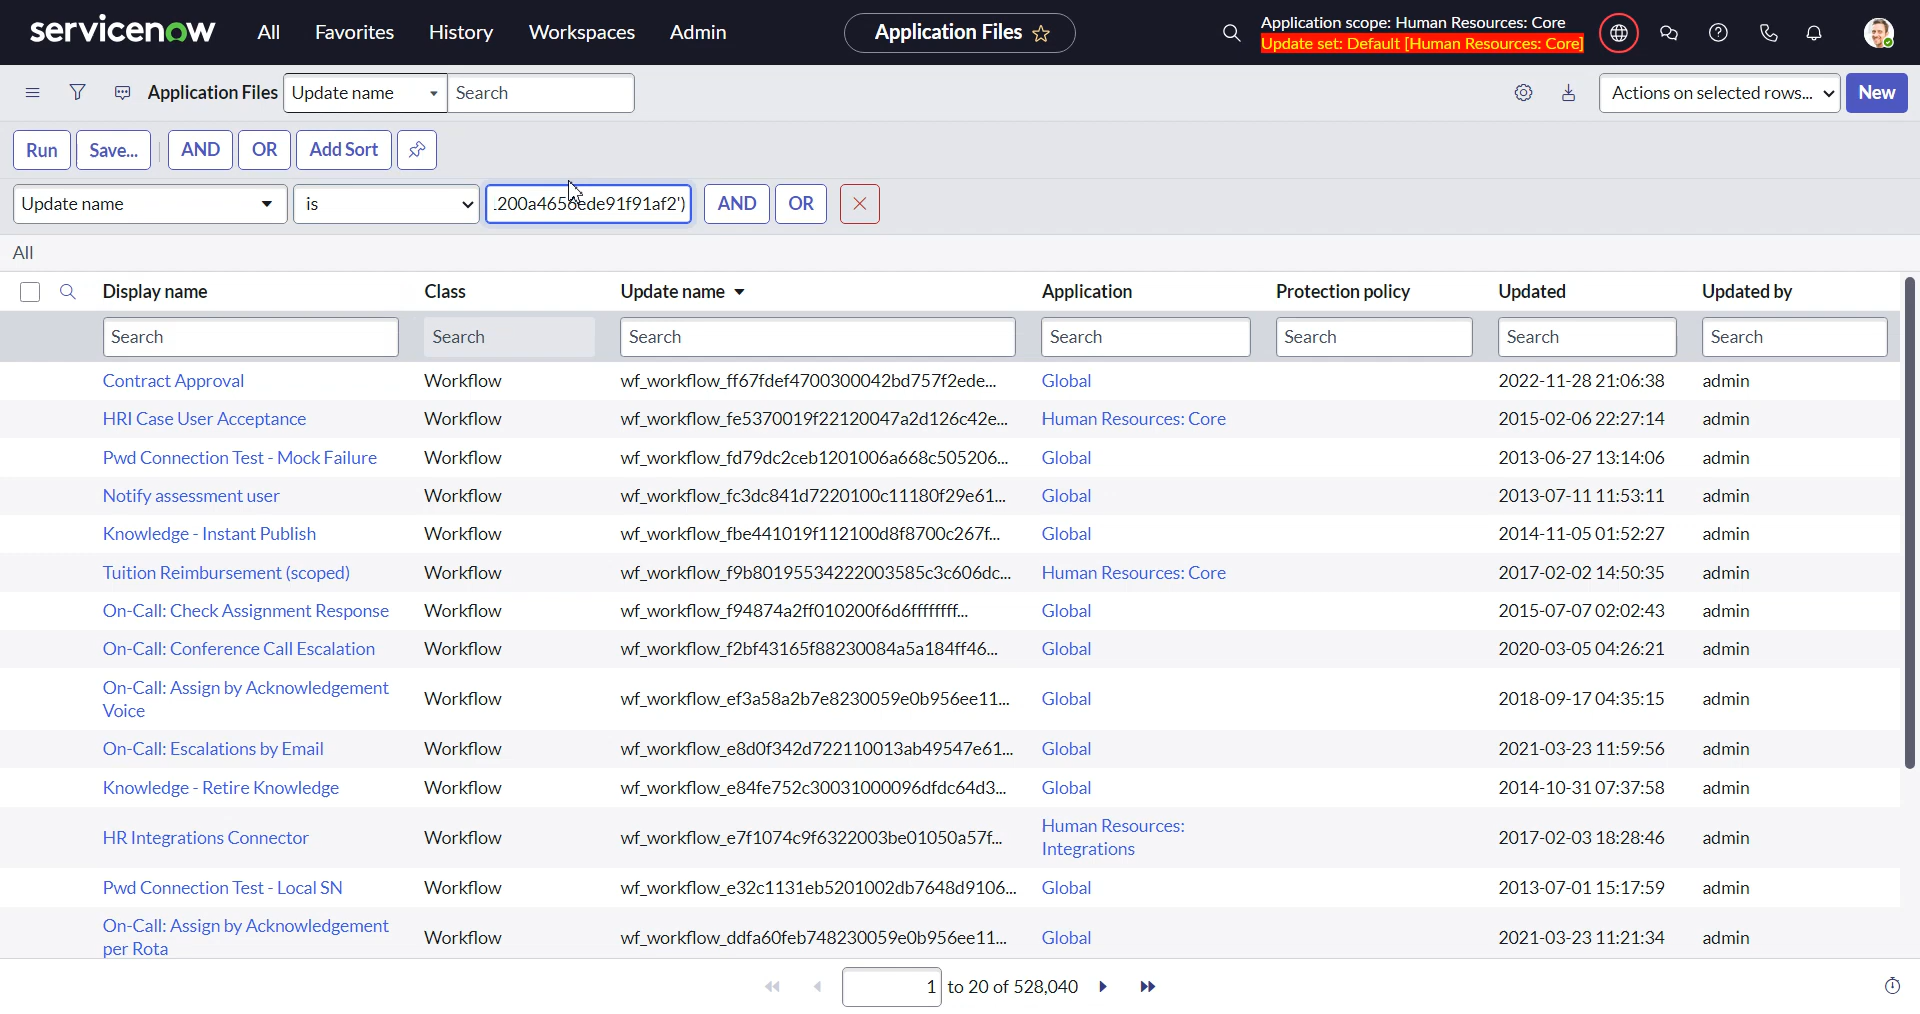 servicenow All Favorites History Workspaces Admin Application Files Application scope: Human Resources: Core
Update set: Default [Human Resources: Core]
Application Files Update name Search Actions on selected rows... New
Run Save... AND OR Add Sort
Update name is .200a4656ede91f91af2') AND OR
All
Display name Class Update name Application Protection policy Updated Updated by
Search Search Search Search Search Search Search
Contract Approval Workflow wf_workflow_ff67fdef4700300042bd757f2ede... Global 2022-11-28 21:06:38 admin
HRI Case User Acceptance Workflow wf_workflow_fe5370019f22120047a2d126c42e... Human Resources: Core 2015-02-06 22:27:14 admin
Pwd Connection Test - Mock Failure Workflow wf_workflow_fd79dc2ceb1201006a668c505206... Global 2013-06-27 13:14:06 admin
Notify assessment user Workflow wf_workflow_fc3dc841d7220100c11180f29e61... Global 2013-07-11 11:53:11 admin
Knowledge - Instant Publish Workflow wf_workflow_fbe441019f112100d8f8700c267f... Global 2014-11-05 01:52:27 admin
Tuition Reimbursement (scoped) Workflow wf_workflow_f9b80195534222003585c3c606dc... Human Resources: Core 2017-02-02 14:50:35 admin
On-Call: Check Assignment Response Workflow wf_workflow_f94874a2ff010200f6d6ffffffff... Global 2015-07-07 02:02:43 admin
On-Call: Conference Call Escalation Workflow wf_workflow_f2bf43165f88230084a5a184ff46... Global 2020-03-05 04:26:21 admin
On-Call: Assign by Acknowledgement
Voice Workflow wf_workflow_ef3a58a2b7e8230059e0b956ee11... Global 2018-09-17 04:35:15 admin
On-Call: Escalations by Email Workflow wf_workflow_e8d0f342d722110013ab49547e61... Global 2021-03-23 11:59:56 admin
Knowledge - Retire Knowledge Workflow wf_workflow_e84fe752c30031000096dfdc64d3... Global 2014-10-31 07:37:58 admin
HR Integrations Connector Workflow wf_workflow_e7f1074c9f6322003be01050a57f... Human Resources:
Integrations 2017-02-03 18:28:46 admin
Pwd Connection Test - Local SN Workflow wf_workflow_e32c1131eb5201002db7648d9106... Global 2013-07-01 15:17:59 admin
On-Call: Assign by Acknowledgement
per Rota Workflow wf_workflow_ddfa60feb748230059e0b956ee11... Global 2021-03-23 11:21:34 admin
1 to 20 of 528,040